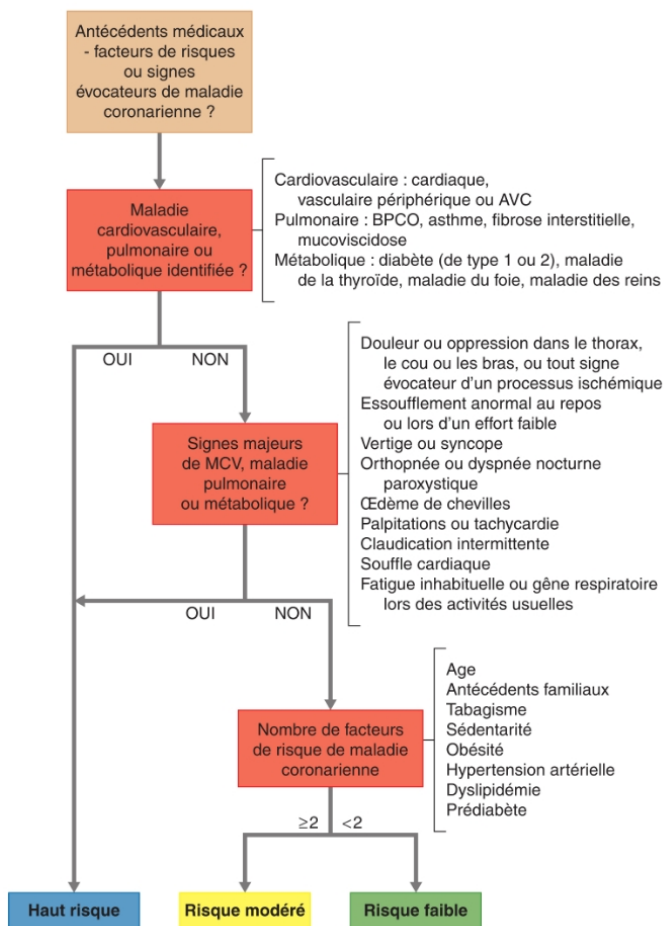 Antécédents médicaux
- facteurs de risques
ou signes
évocateurs de maladie
coronarienne ?
Maladie
cardiovasculaire,
pulmonaire ou
métabolique identifiée ?
Cardiovasculaire : cardiaque,
vasculaire périphérique ou AVC
Pulmonaire : BPCO, asthme, fibrose interstitielle,
mucoviscidose
Métabolique : diabète (de type 1 ou 2), maladie
de la thyroïde, maladie du foie, maladie des reins
OUI NON
Signes majeurs
de MCV, maladie
pulmonaire
ou métabolique ?
Douleur ou oppression dans le thorax,
le cou ou les bras, ou tout signe
évocateur d'un processus ischémique
Essoufflement anormal au repos
ou lors d'un effort faible
Vertige ou syncope
Orthopnée ou dyspnée nocturne
paroxystique
Œdème de chevilles
Palpitations ou tachycardie
Claudication intermittente
Souffle cardiaque
Fatigue inhabituelle ou gêne respiratoire
lors des activités usuelles
OUI NON
Nombre de facteurs
de risque de maladie
coronarienne
Age
Antécédents familiaux
Tabagisme
Sédentarité
Obésité
Hypertension artérielle
Dyslipidémie
Prédiabète
≥2 <2
Haut risque
Risque modéré
Risque faible